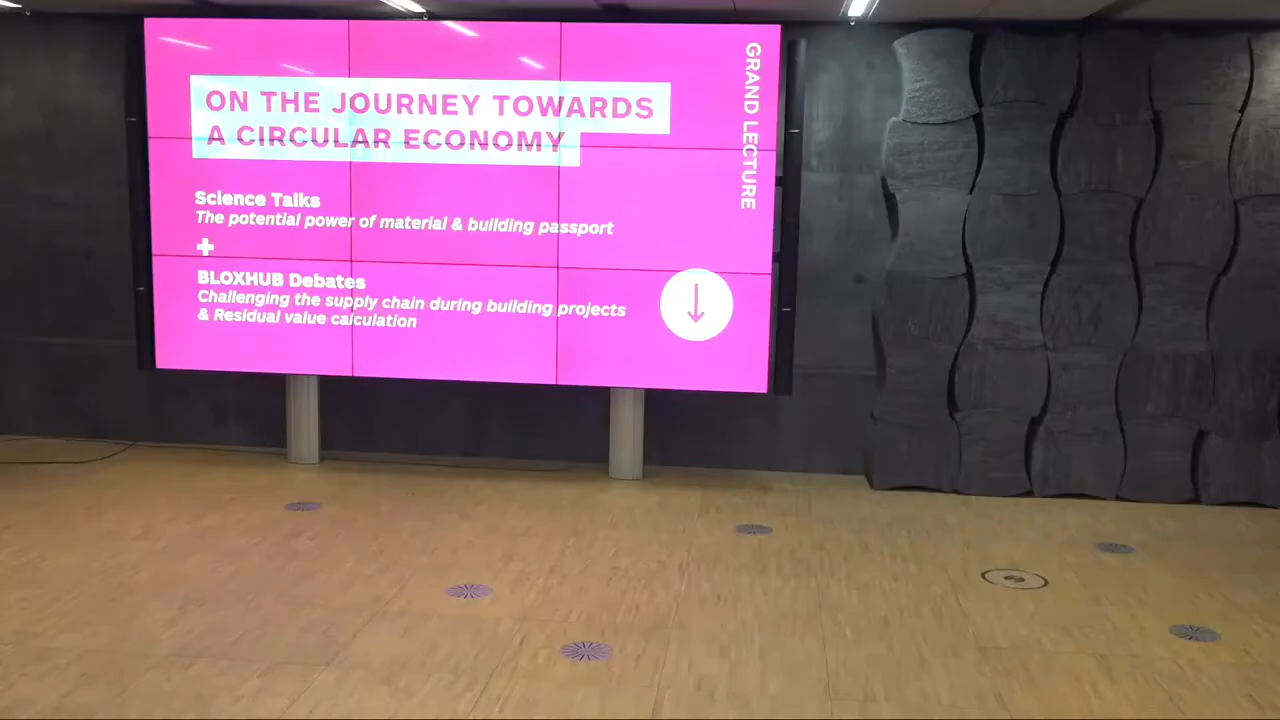 ON THE JOURNEY TOWARDS
A CIRCULAR ECONOMY
GRAND LECTURE
Science Talks
The potential power of material & building passport
+
BLOXHUB Debates
Challenging the supply chain during building projects
& Residual value calculation